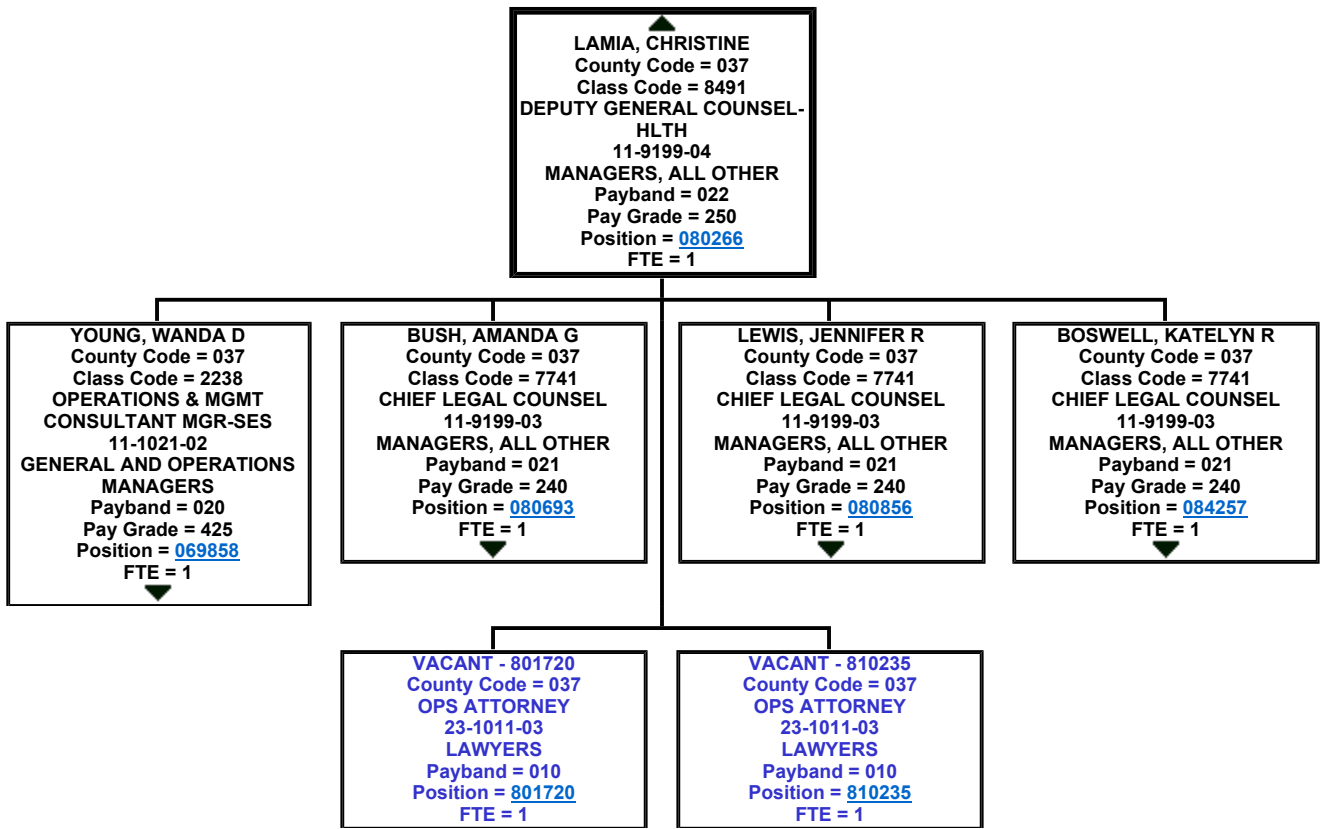 LAMIA, CHRISTINE
County Code = 037
Class Code = 8491
DEPUTY GENERAL COUNSEL-
HLTH
11-9199-04
MANAGERS, ALL OTHER
Payband = 022
Pay Grade = 250
Position = 080266
FTE = 1
YOUNG, WANDA D
County Code = 037
Class Code = 2238
OPERATIONS & MGMT
CONSULTANT MGR-SES
11-1021-02
GENERAL AND OPERATIONS
MANAGERS
Payband = 020
Pay Grade = 425
Position = 069858
FTE = 1
BUSH, AMANDA G
County Code = 037
Class Code = 7741
CHIEF LEGAL COUNSEL
11-9199-03
MANAGERS, ALL OTHER
Payband = 021
Pay Grade = 240
Position = 080693
FTE = 1
LEWIS, JENNIFER R
County Code = 037
Class Code = 7741
CHIEF LEGAL COUNSEL
11-9199-03
MANAGERS, ALL OTHER
Payband = 021
Pay Grade = 240
Position = 080856
FTE = 1
BOSWELL, KATELYN R
County Code = 037
Class Code = 7741
CHIEF LEGAL COUNSEL
11-9199-03
MANAGERS, ALL OTHER
Payband = 021
Pay Grade = 240
Position = 084257
FTE = 1
VACANT - 801720
County Code = 037
OPS ATTORNEY
23-1011-03
LAWYERS
Payband = 010
Position = 801720
FTE = 1
VACANT - 810235
County Code = 037
OPS ATTORNEY
23-1011-03
LAWYERS
Payband = 010
Position = 810235
FTE = 1